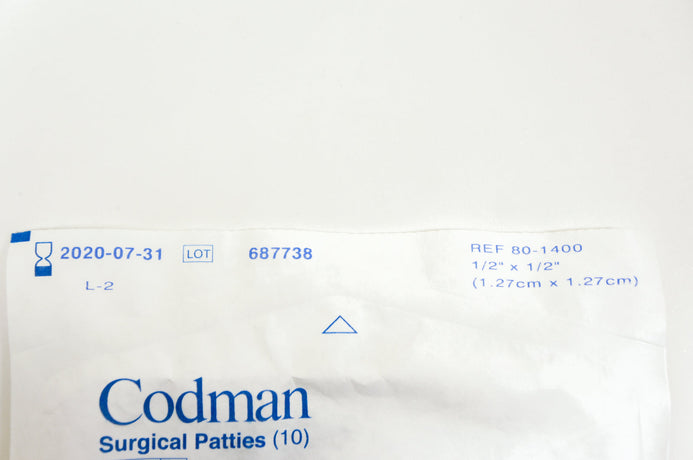 2020-07-31 LOT 687738 REF 80-1400
1/2" x 1/2"
L-2 (1.27cm x 1.27cm)
Codman
Surgical Patties (10)